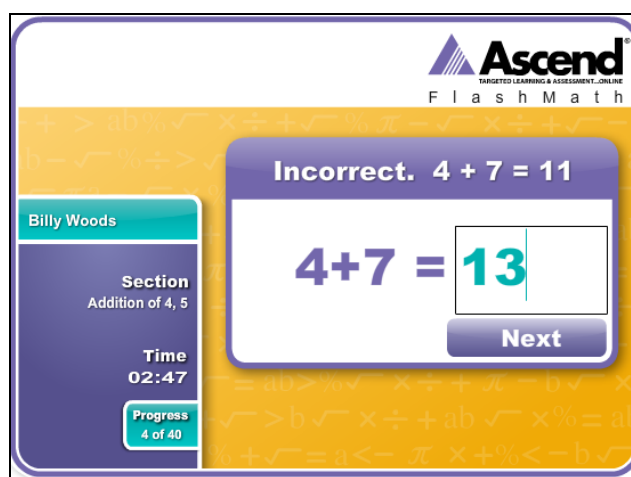 Ascend®
TARGETED LEARNING & ASSESSMENT...ONLINE
FlashMath
Incorrect. 4 + 7 = 11
4+7 = 13
Next
Billy Woods
Section
Addition of 4, 5
Time
02:47
Progress
4 of 40